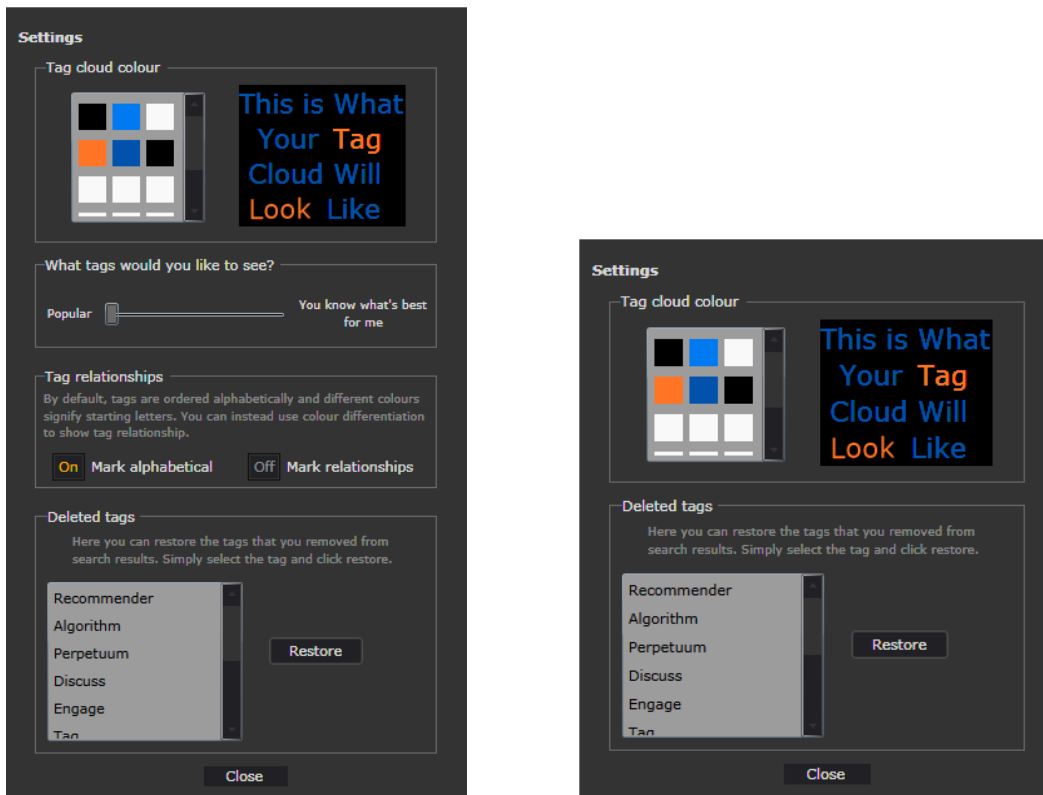 Settings
Tag cloud colour
This is What
Your Tag
Cloud Will
Look Like
What tags would you like to see?
Popular
You know what's best
for me
Tag relationships
By default, tags are ordered alphabetically and different colours
signify starting letters. You can instead use colour differentiation
to show tag relationship.
On Mark alphabetical Off Mark relationships
Deleted tags
Here you can restore the tags that you removed from
search results. Simply select the tag and click restore.
Recommender
Algorithm
Perpetuum
Discuss
Engage
Tag
Restore
Close
Settings
Tag cloud colour
This is What
Your Tag
Cloud Will
Look Like
Deleted tags
Here you can restore the tags that you removed from
search results. Simply select the tag and click restore.
Recommender
Algorithm
Perpetuum
Discuss
Engage
Tag
Restore
Close